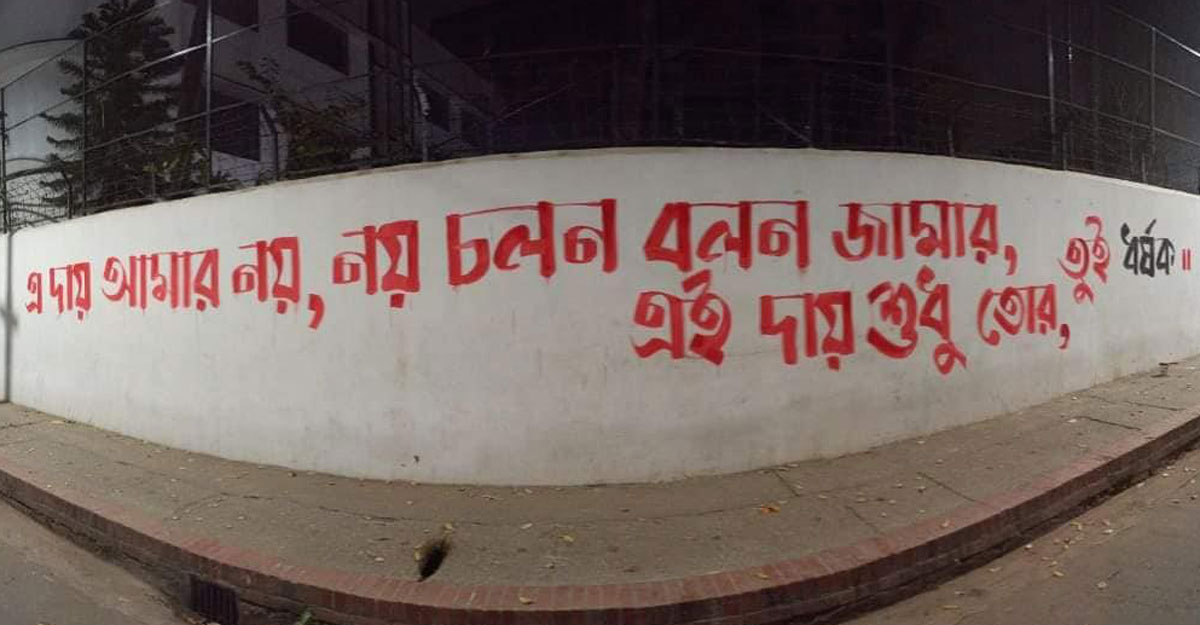 এ দায় আমার নয়, নয় চলন বলন জামার,
এই দায় শুধু তোর, তুই ধর্ষক॥